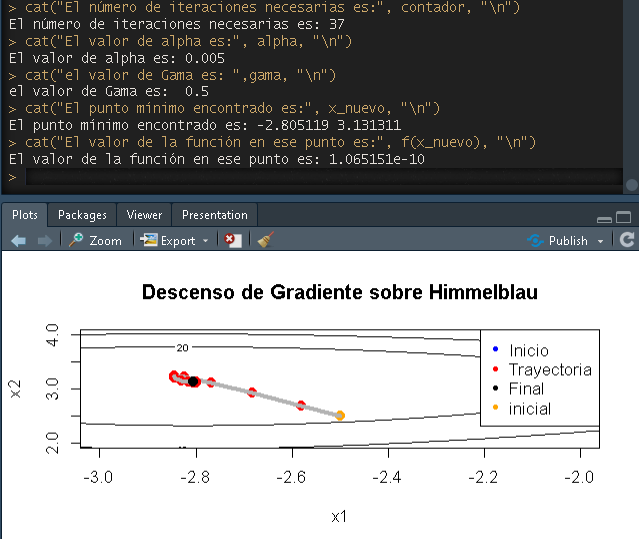 > cat("El número de iteraciones necesarias es:", contador, "\n")
El número de iteraciones necesarias es: 37
> cat("El valor de alpha es:", alpha, "\n")
El valor de alpha es: 0.005
> cat("el valor de Gama es: ",gama, "\n")
el valor de Gama es:  0.5
> cat("El punto mínimo encontrado es:", x_nuevo, "\n")
El punto mínimo encontrado es: -2.805119 3.131311
> cat("El valor de la función en ese punto es:", f(x_nuevo), "\n")
El valor de la función en ese punto es: 1.065151e-10
>
Plots Packages Viewer Presentation
Zoom Export Publish
Descenso de Gradiente sobre Himmelblau
x2
4.0
3.0
2.0
20
Inicio
Trayectoria
Final
inicial
-3.0 -2.8 -2.6 -2.4 -2.2 -2.0
x1